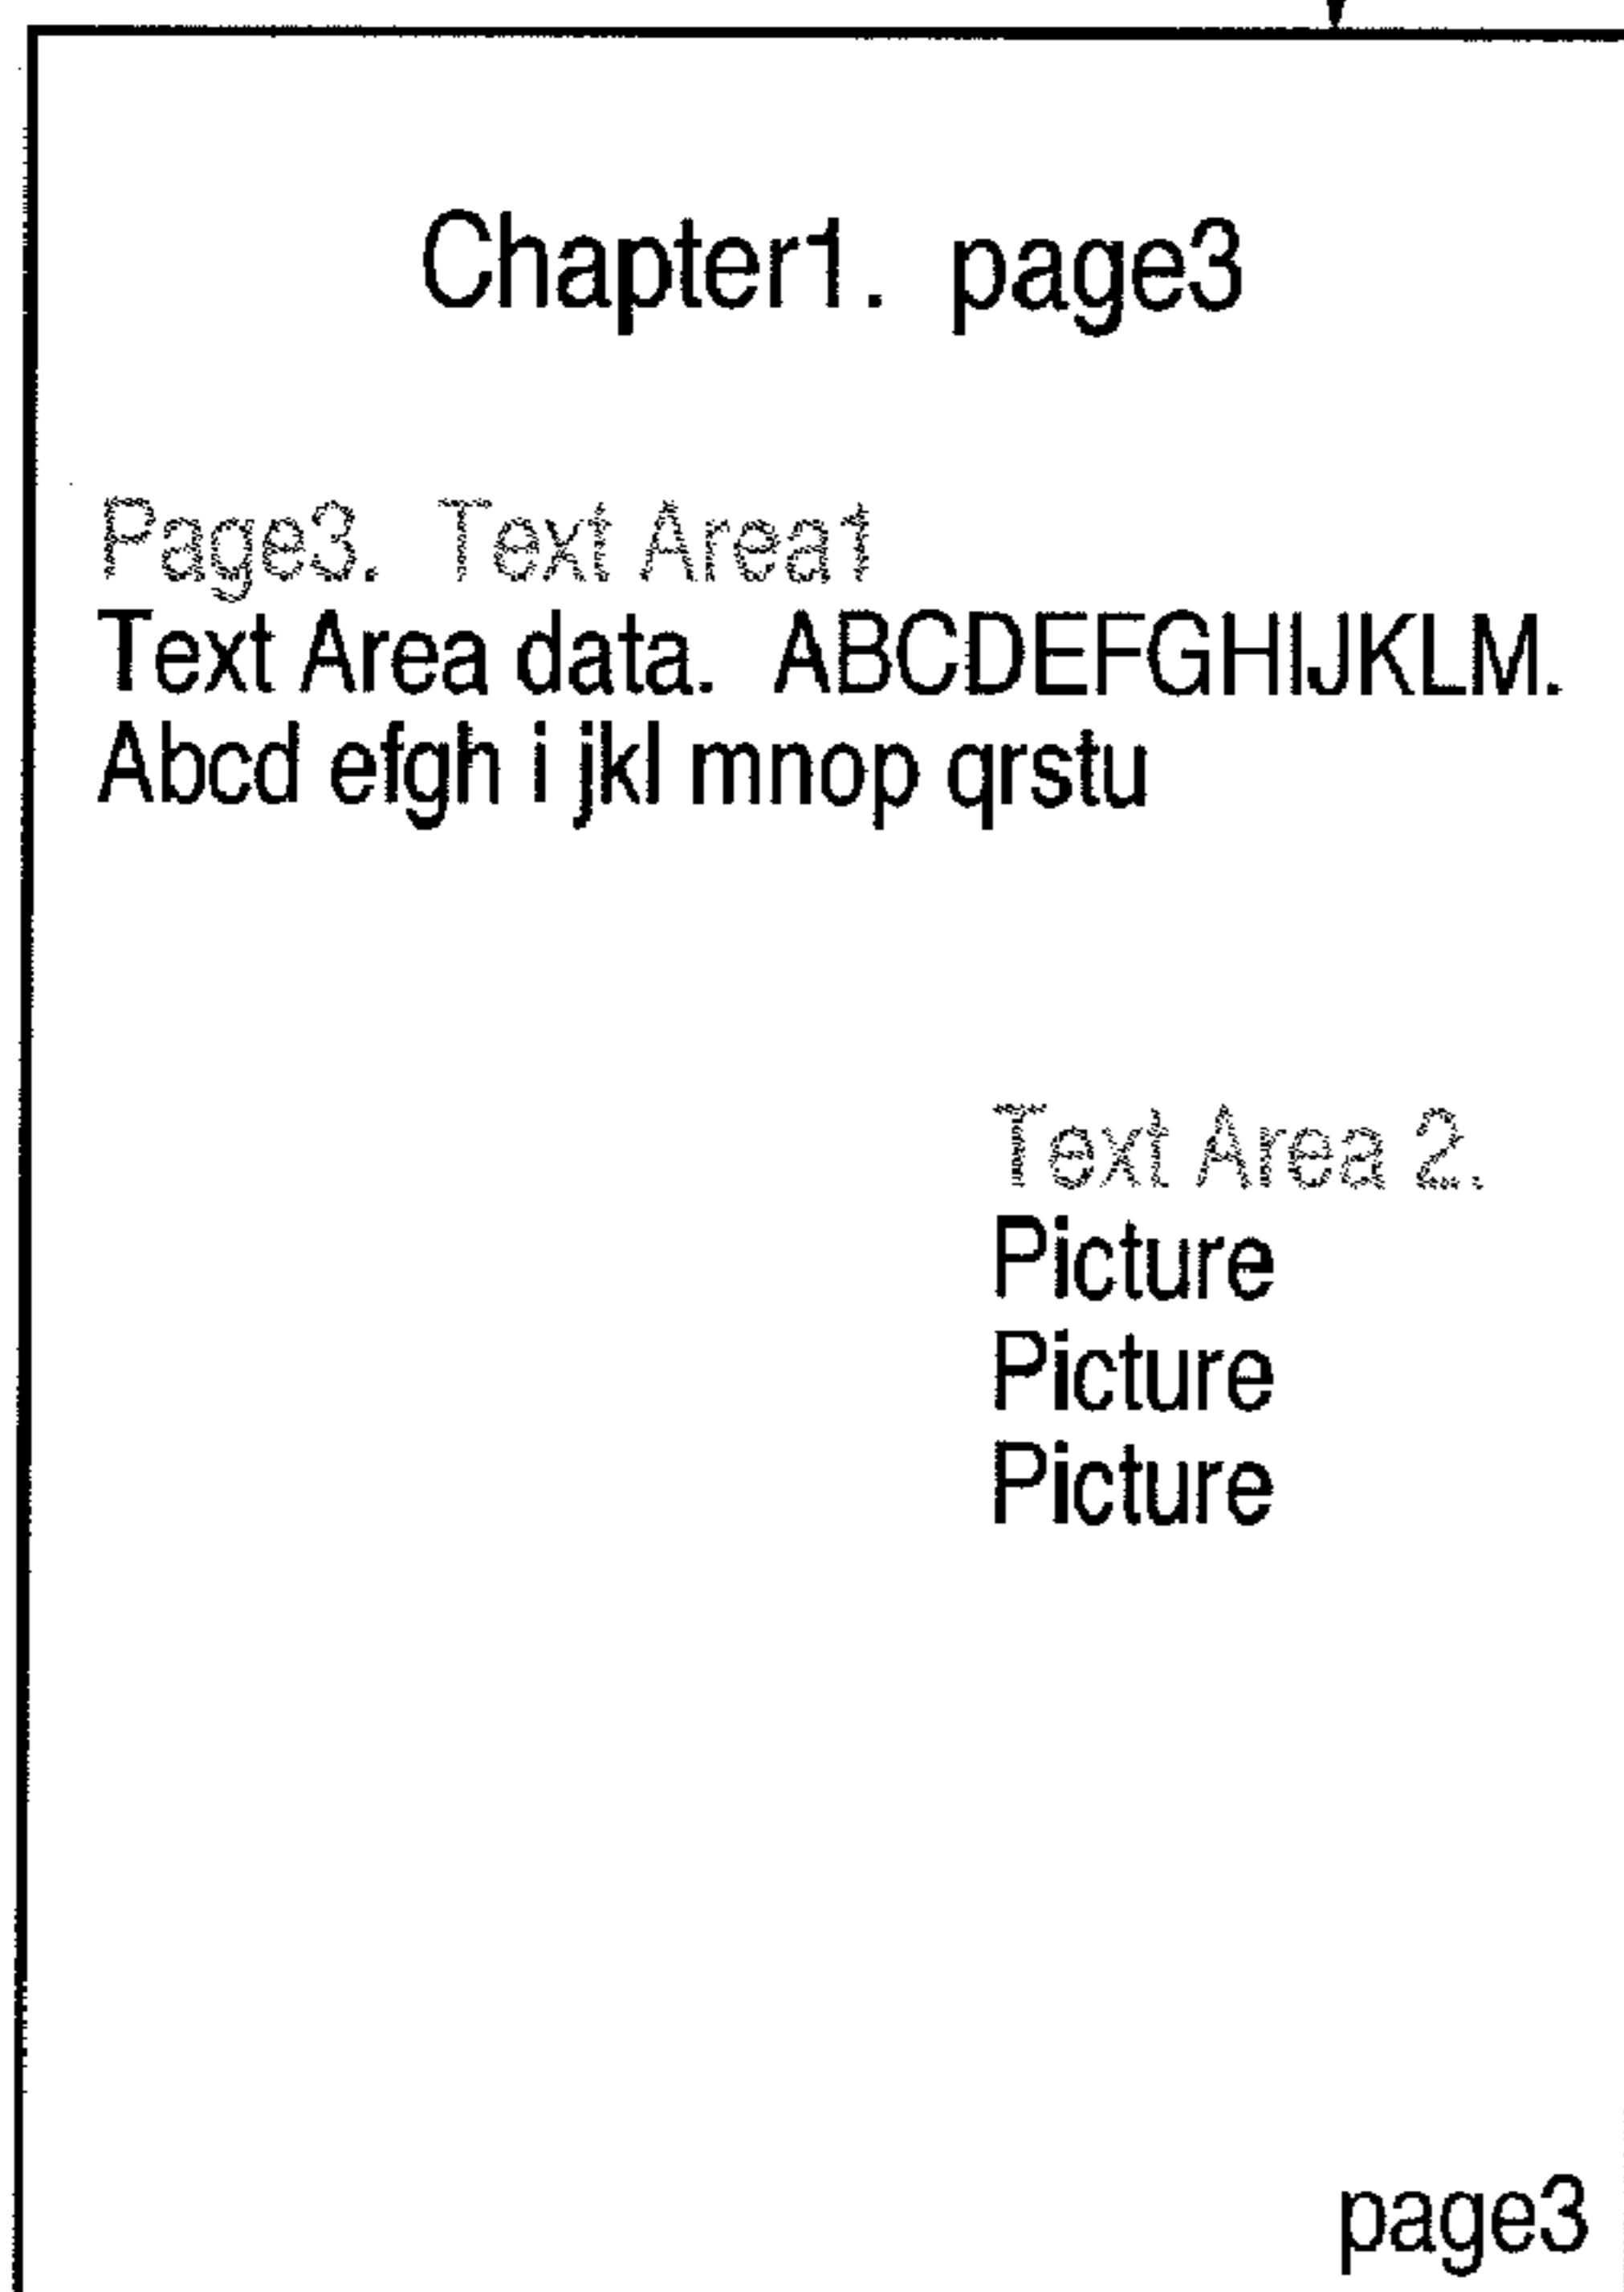 Chapter1. page3
Page3. Text Area1
Text Area data. ABCDEFGHIJKLM.
Abcd efgh i jkl mnop qrstu
Text Area 2.
Picture
Picture
Picture
page3